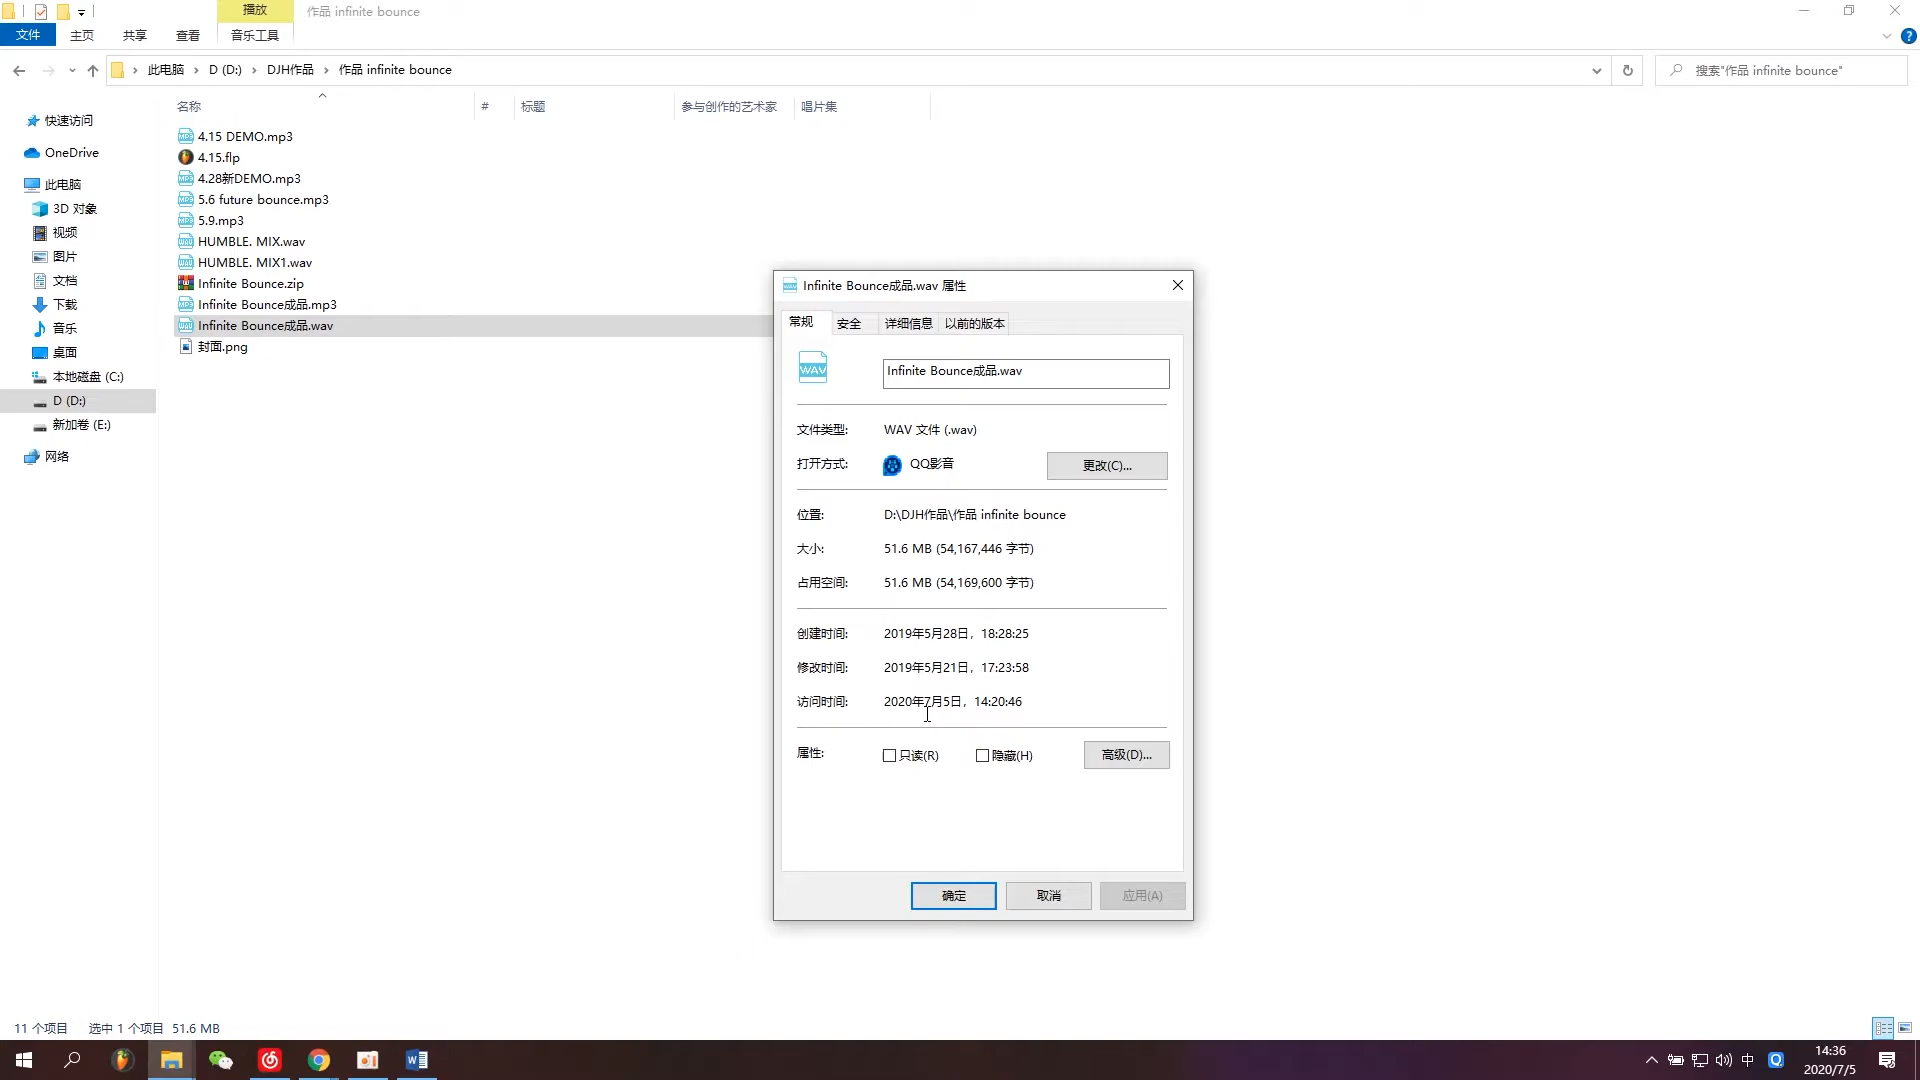 播放
作品 infinite bounce
文件
主页
共享
查看
音乐工具
此电脑 › D (D:) › DJH作品 › 作品 infinite bounce
搜索"作品 infinite bounce"
名称
#
标题
参与创作的艺术家
唱片集
快速访问
OneDrive
此电脑
3D 对象
视频
图片
文档
下载
音乐
桌面
本地磁盘 (C:)
D (D:)
新加卷 (E:)
网络
4.15 DEMO.mp3
4.15.flp
4.28新DEMO.mp3
5.6 future bounce.mp3
5.9.mp3
HUMBLE. MIX.wav
HUMBLE. MIX1.wav
Infinite Bounce.zip
Infinite Bounce成品.mp3
Infinite Bounce成品.wav
封面.png
Infinite Bounce成品.wav 属性
常规
安全
详细信息
以前的版本
WAV
Infinite Bounce成品.wav
文件类型: WAV 文件 (.wav)
打开方式: QQ影音
更改(C)...
位置: D:\DJH作品\作品 infinite bounce
大小: 51.6 MB (54,167,446 字节)
占用空间: 51.6 MB (54,169,600 字节)
创建时间: 2019年5月28日，18:28:25
修改时间: 2019年5月21日，17:23:58
访问时间: 2020年7月5日，14:20:46
属性: 只读(R) 隐藏(H)
高级(D)...
确定
取消
应用(A)
11 个项目
选中 1 个项目 51.6 MB
中
14:36
2020/7/5